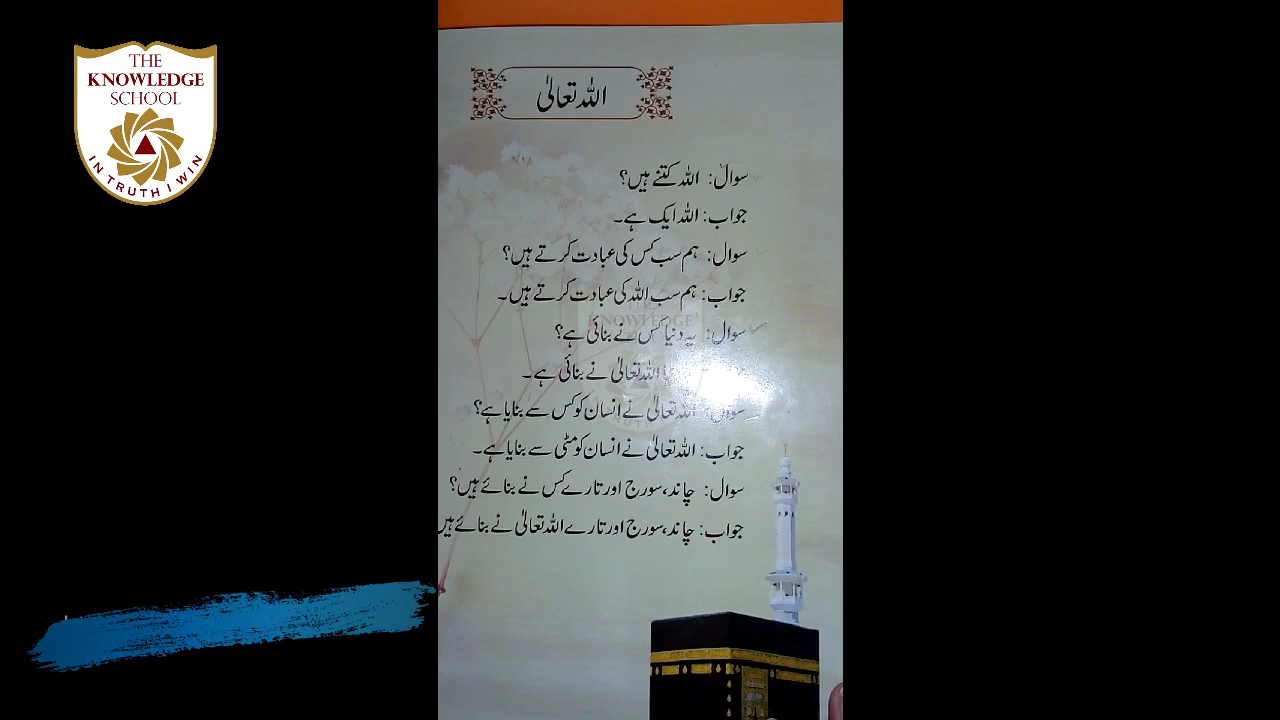 THE
KNOWLEDGE
SCHOOL
IN TRUTH I WIN
اللہ تعالیٰ
سوال: اللہ کتنے ہیں؟
جواب: اللہ ایک ہے۔
سوال: ہم سب کس کی عبادت کرتے ہیں؟
جواب: ہم سب اللہ کی عبادت کرتے ہیں۔
سوال: یہ دنیا کس نے بنائی ہے؟
اللہ تعالیٰ نے بنائی ہے۔
سوال: اللہ تعالیٰ نے انسان کو کس سے بنایا ہے؟
جواب: اللہ تعالیٰ نے انسان کو مٹی سے بنایا ہے۔
سوال: چاند، سورج اور تارے کس نے بنائے ہیں؟
جواب: چاند، سورج اور تارے اللہ تعالیٰ نے بنائے ہیں